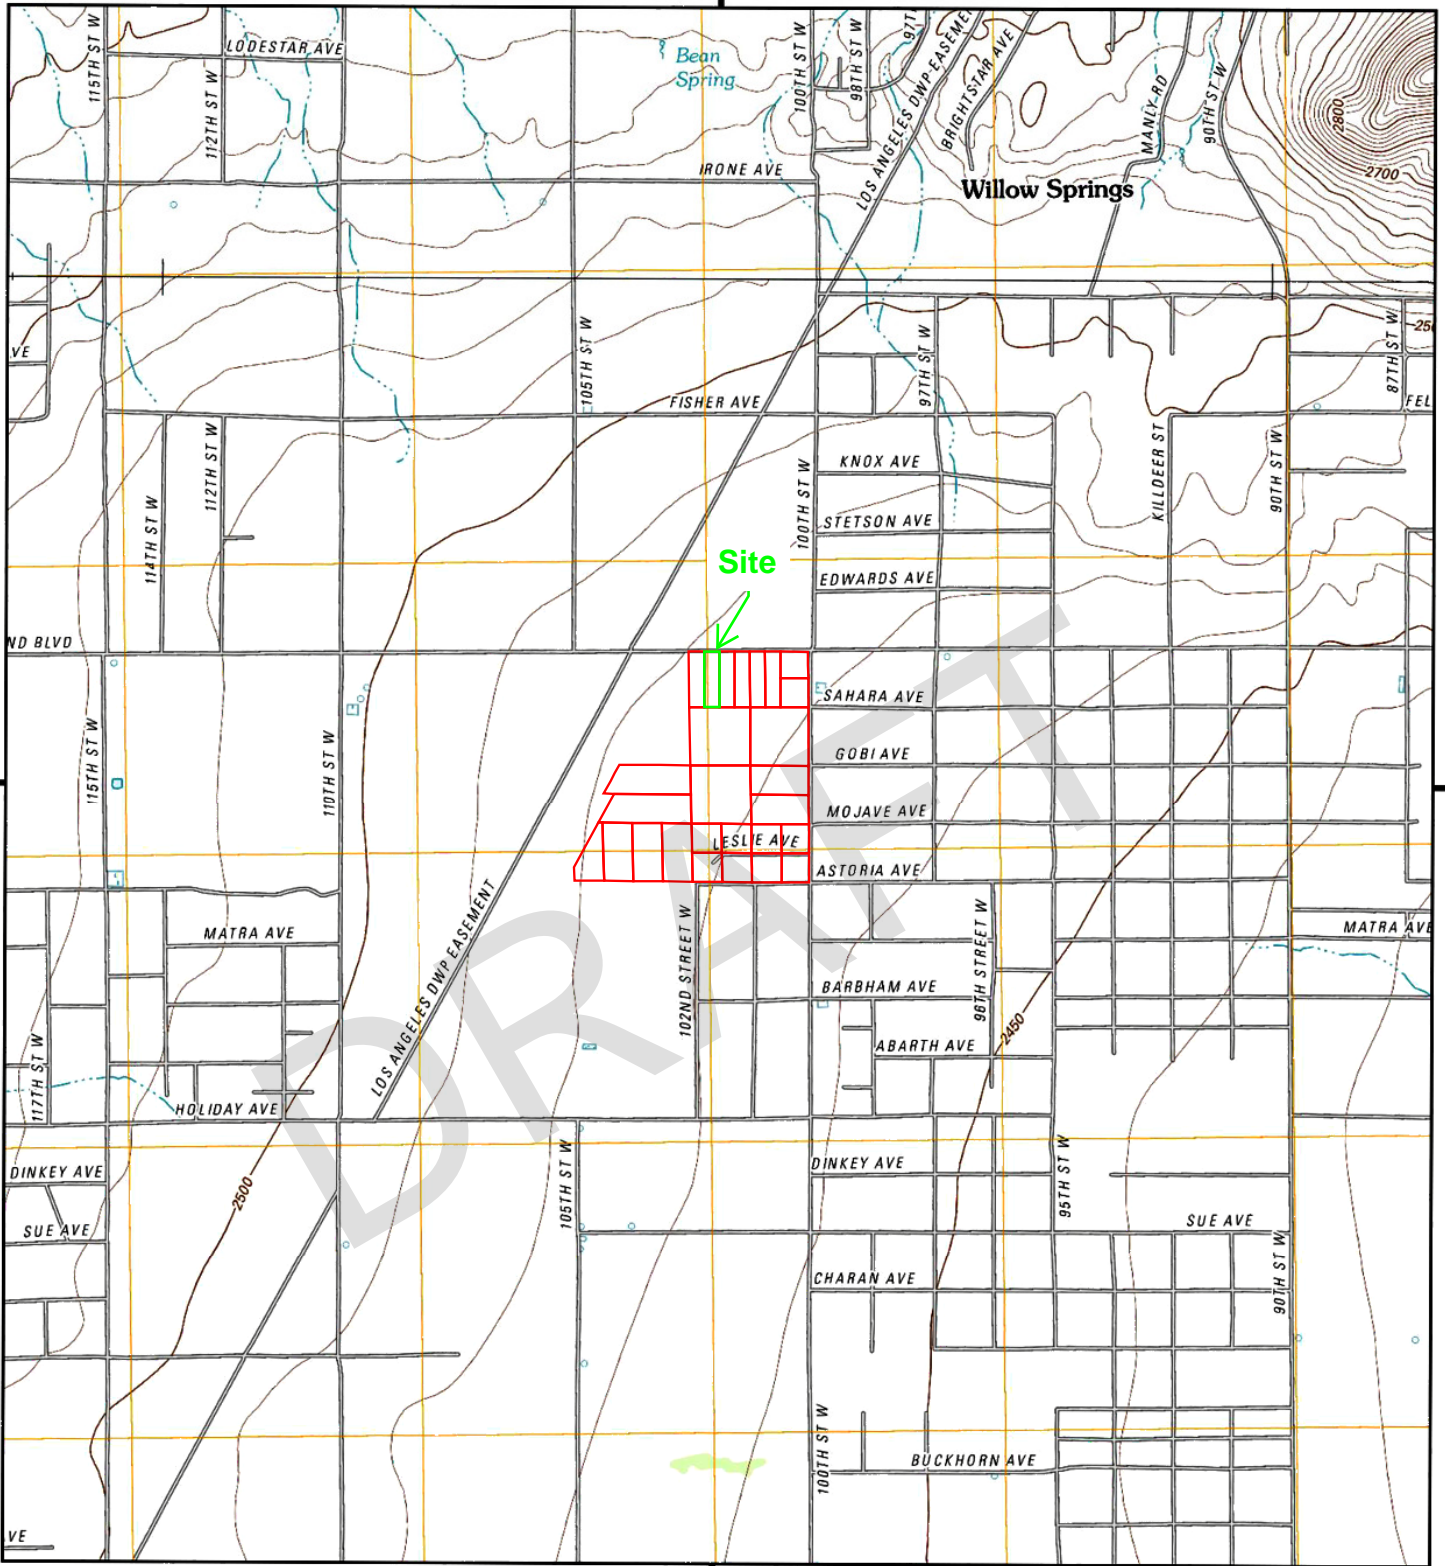 115TH ST W
LODESTAR AVE
112TH ST W
Bean
Spring
100TH ST W
98TH ST W
97T
LOS ANGELES DWP EASEMEN
BRIGHTSTAR AVE
MANLY RD
90TH ST W
2800
2700
IRONE AVE
Willow Springs
VE
105TH ST W
97TH ST W
87TH ST W
250
FISHER AVE
FEL
112TH ST W
114TH ST W
100TH ST W
KNOX AVE
KILLDEER ST
90TH ST W
STETSON AVE
Site
EDWARDS AVE
ND BLVD
SAHARA AVE
115TH ST W
110TH ST W
GOBI AVE
MOJAVE AVE
LESLIE AVE
ASTORIA AVE
DRAFT
LOS ANGELES DWP EASEMENT
MATRA AVE
102ND STREET W
96TH STREET W
MATRA AVE
BARBHAM AVE
2450
ABARTH AVE
117TH ST W
HOLIDAY AVE
DINKEY AVE
2500
105TH ST W
DINKEY AVE
95TH ST W
SUE AVE
SUE AVE
CHARAN AVE
90TH ST W
100TH ST W
BUCKHORN AVE
VE